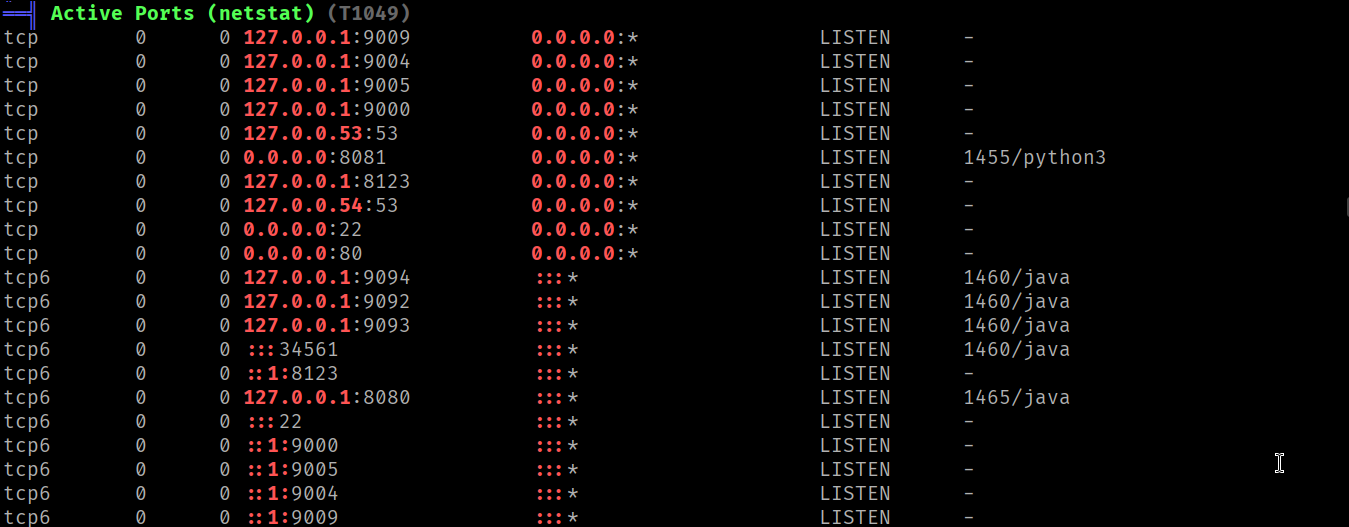 ══╣ Active Ports (netstat) (T1049)
tcp 0 0 127.0.0.1:9009 0.0.0.0:* LISTEN -
tcp 0 0 127.0.0.1:9004 0.0.0.0:* LISTEN -
tcp 0 0 127.0.0.1:9005 0.0.0.0:* LISTEN -
tcp 0 0 127.0.0.1:9000 0.0.0.0:* LISTEN -
tcp 0 0 127.0.0.53:53 0.0.0.0:* LISTEN -
tcp 0 0 0.0.0.0:8081 0.0.0.0:* LISTEN 1455/python3
tcp 0 0 127.0.0.1:8123 0.0.0.0:* LISTEN -
tcp 0 0 127.0.0.54:53 0.0.0.0:* LISTEN -
tcp 0 0 0.0.0.0:22 0.0.0.0:* LISTEN -
tcp 0 0 0.0.0.0:80 0.0.0.0:* LISTEN -
tcp6 0 0 127.0.0.1:9094 :::* LISTEN 1460/java
tcp6 0 0 127.0.0.1:9092 :::* LISTEN 1460/java
tcp6 0 0 127.0.0.1:9093 :::* LISTEN 1460/java
tcp6 0 0 :::34561 :::* LISTEN 1460/java
tcp6 0 0 ::1:8123 :::* LISTEN -
tcp6 0 0 127.0.0.1:8080 :::* LISTEN 1465/java
tcp6 0 0 :::22 :::* LISTEN -
tcp6 0 0 ::1:9000 :::* LISTEN -
tcp6 0 0 ::1:9005 :::* LISTEN -
tcp6 0 0 ::1:9004 :::* LISTEN -
tcp6 0 0 ::1:9009 :::* LISTEN -